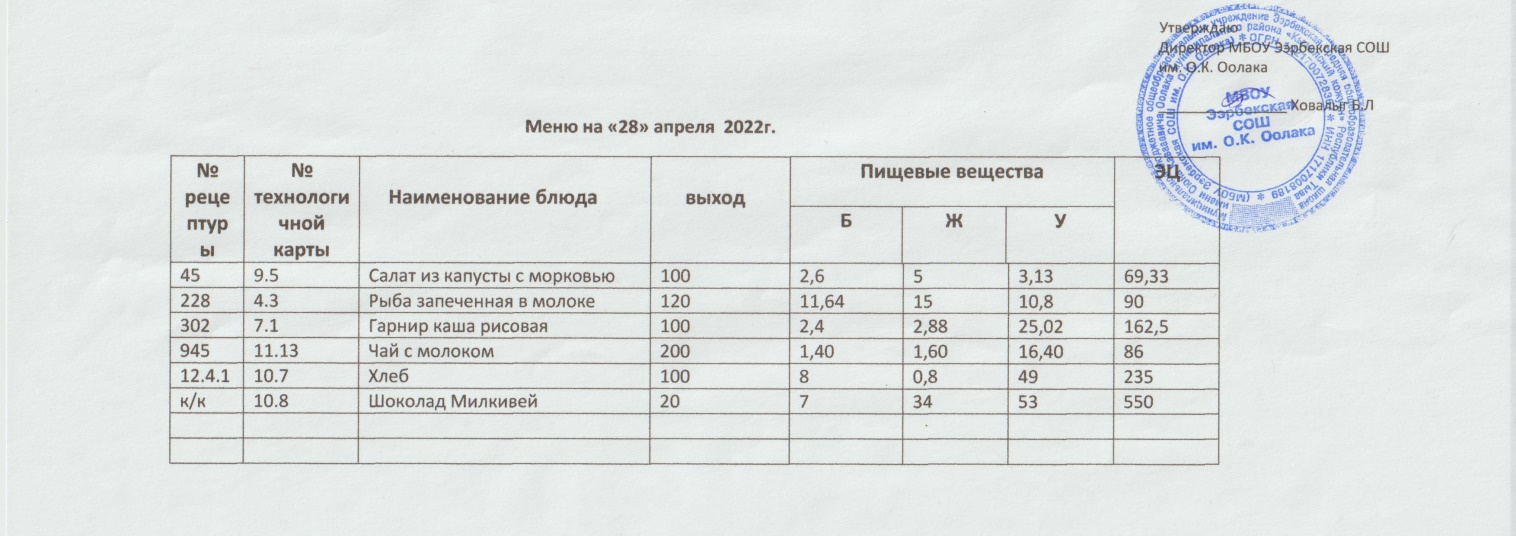 Утверждаю
Директор МБОУ Ээрбекская СОШ
им. О.К. Оолака
Ховалыг Б.Л
МБОУ
Ээрбекская
СОШ
им. О.К. Оолака
Меню на «28» апреля 2022г.
№ рецептуры № технологичной карты Наименование блюда выход Пищевые вещества ЭЦ
Б Ж У
45 9.5 Салат из капусты с морковью 100 2,6 5 3,13 69,33
228 4.3 Рыба запеченная в молоке 120 11,64 15 10,8 90
302 7.1 Гарнир каша рисовая 100 2,4 2,88 25,02 162,5
945 11.13 Чай с молоком 200 1,40 1,60 16,40 86
12.4.1 10.7 Хлеб 100 8 0,8 49 235
к/к 10.8 Шоколад Милкивей 20 7 34 53 550